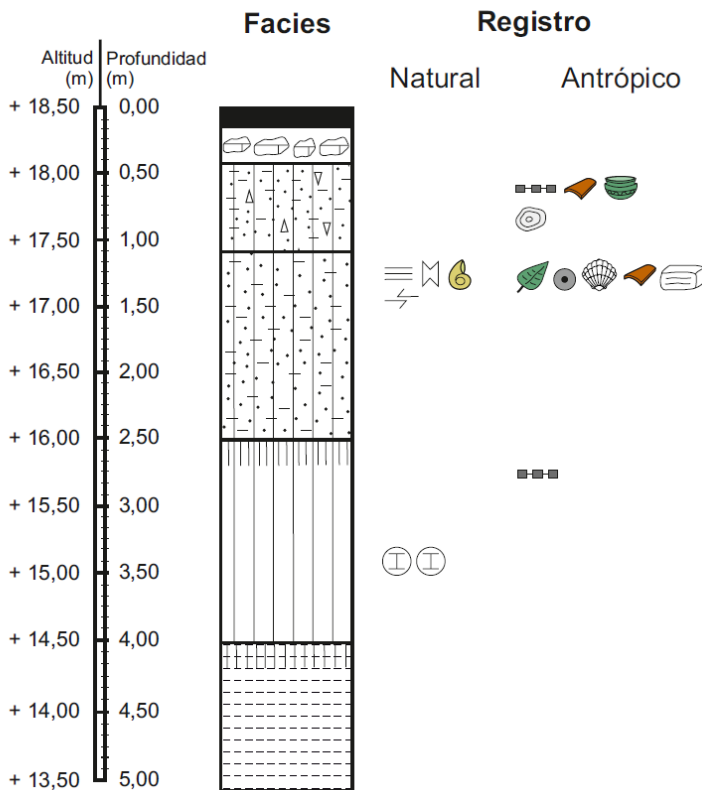 Facies
Registro
Altitud (m)
Profundidad (m)
Natural
Antrópico
+ 18,50 0,00
+ 18,00 0,50
+ 17,50 1,00
+ 17,00 1,50
+ 16,50 2,00
+ 16,00 2,50
+ 15,50 3,00
+ 15,00 3,50
+ 14,50 4,00
+ 14,00 4,50
+ 13,50 5,00